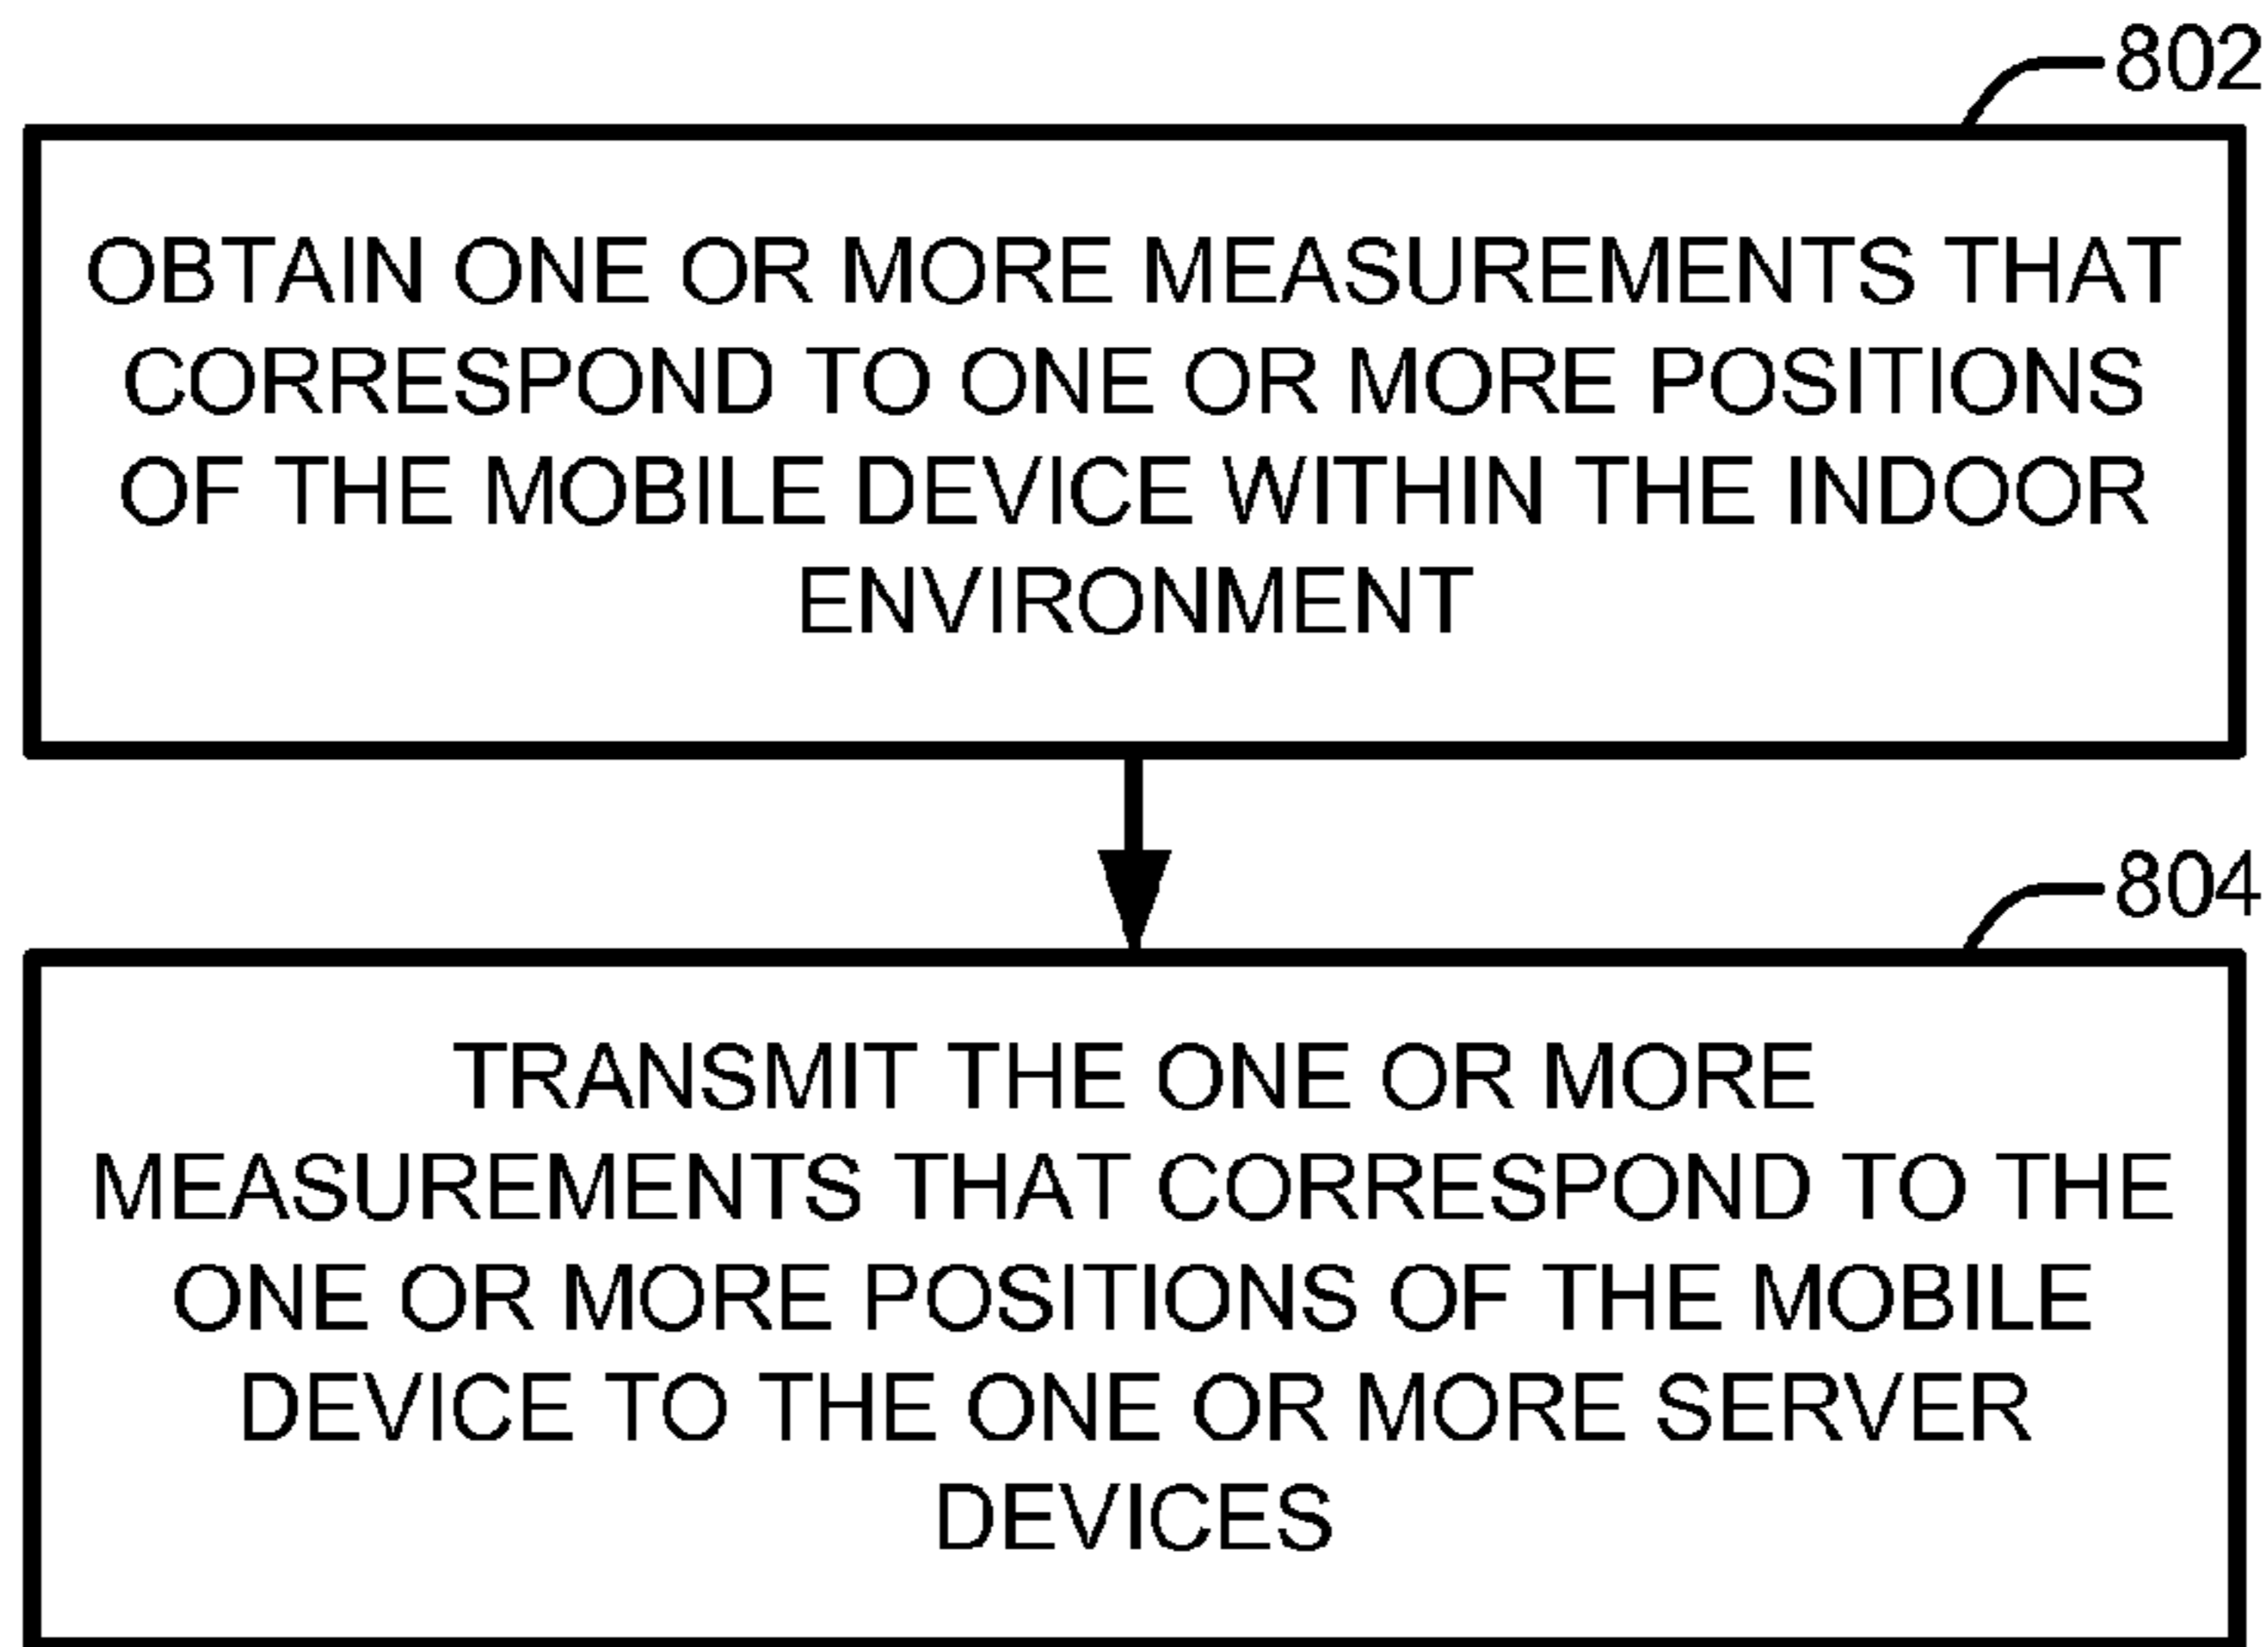 802
OBTAIN ONE OR MORE MEASUREMENTS THAT
CORRESPOND TO ONE OR MORE POSITIONS
OF THE MOBILE DEVICE WITHIN THE INDOOR
ENVIRONMENT
804
TRANSMIT THE ONE OR MORE
MEASUREMENTS THAT CORRESPOND TO THE
ONE OR MORE POSITIONS OF THE MOBILE
DEVICE TO THE ONE OR MORE SERVER
DEVICES